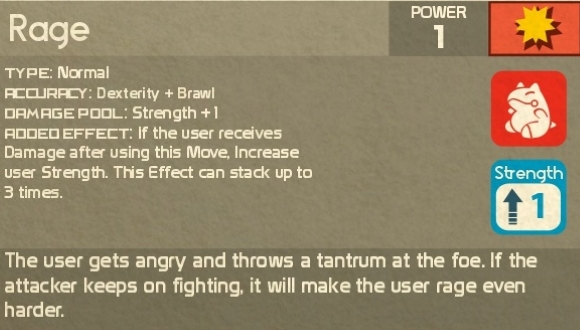 Rage
POWER
1
TYPE: Normal
ACCURACY: Dexterity + Brawl
DAMAGE POOL: Strength +1
ADDED EFFECT: If the user receives
Damage after using this Move, Increase
user Strength. This Effect can stack up to
3 times.
Strength
1
The user gets angry and throws a tantrum at the foe. If the
attacker keeps on fighting, it will make the user rage even
harder.